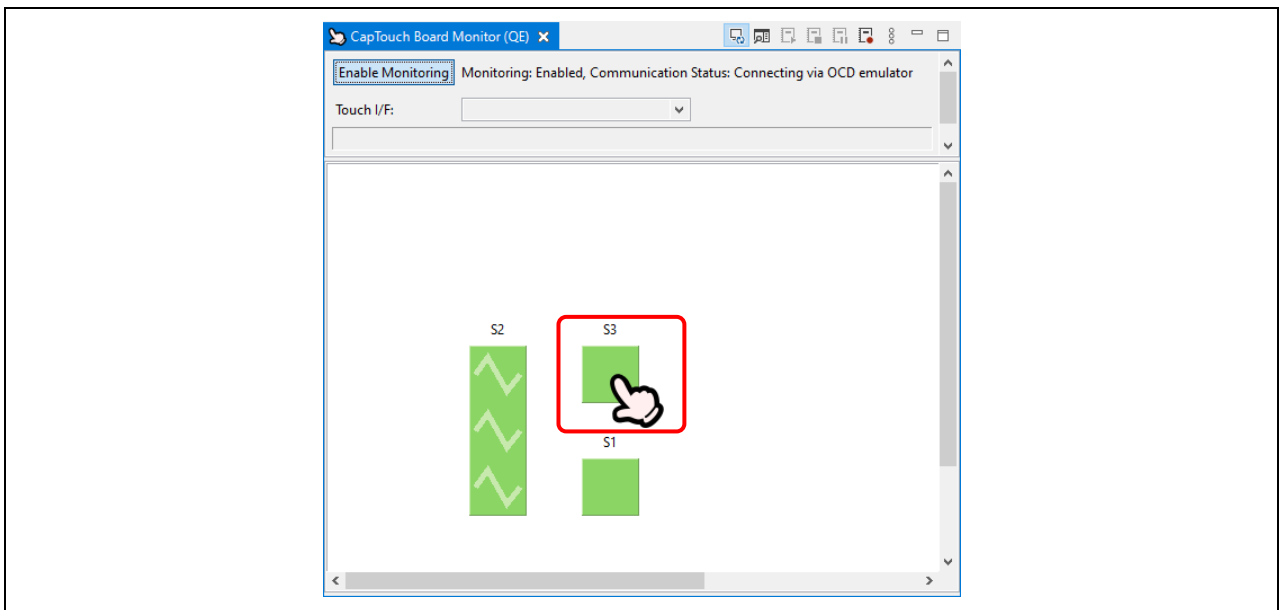 CapTouch Board Monitor (QE)
Enable Monitoring Monitoring: Enabled, Communication Status: Connecting via OCD emulator
Touch I/F:
S2 S3
S1